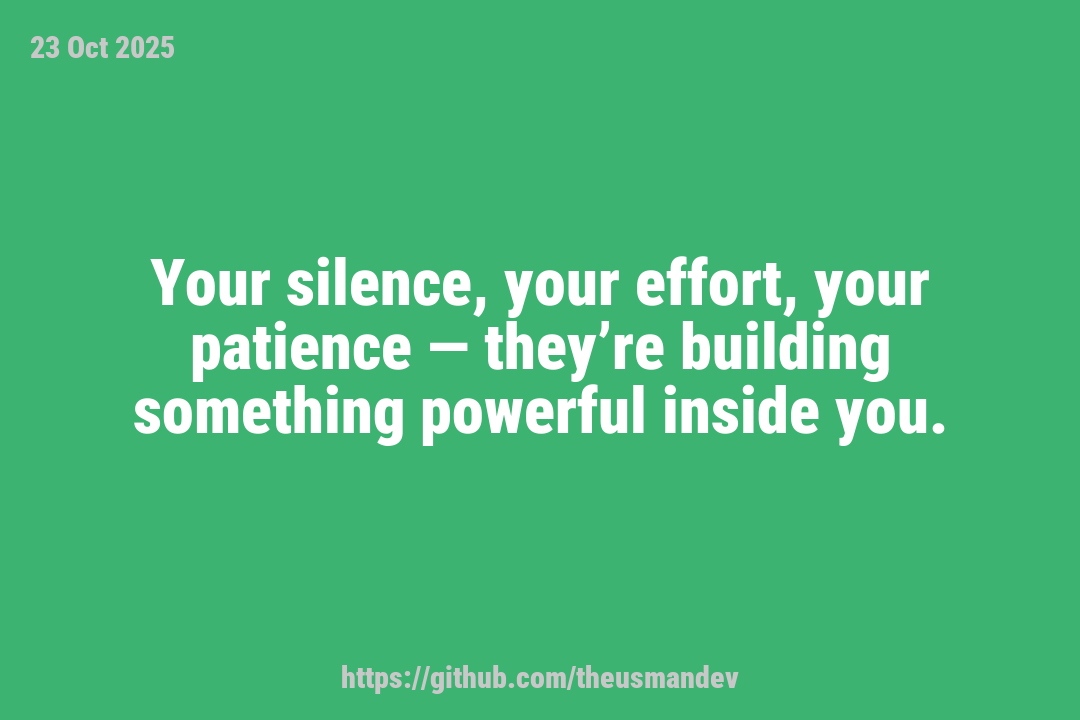 23 Oct 2025
Your silence, your effort, your
patience — they’re building
something powerful inside you.
https://github.com/theusmandev